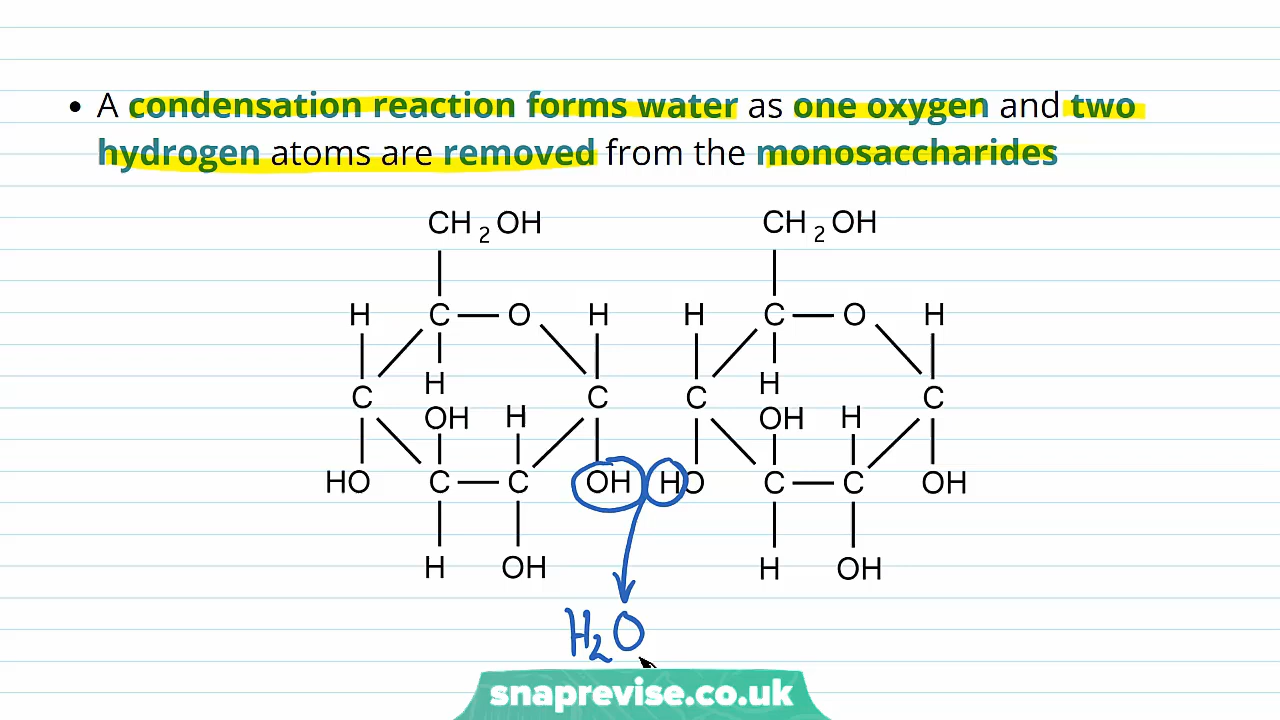 • A condensation reaction forms water as one oxygen and two
hydrogen atoms are removed from the monosaccharides
CH2OH CH2OH
H C O H H C O H
H H
C C C C
OH H OH H
HO C C OH HO C C OH
H OH H OH
H2O
snaprevise.co.uk